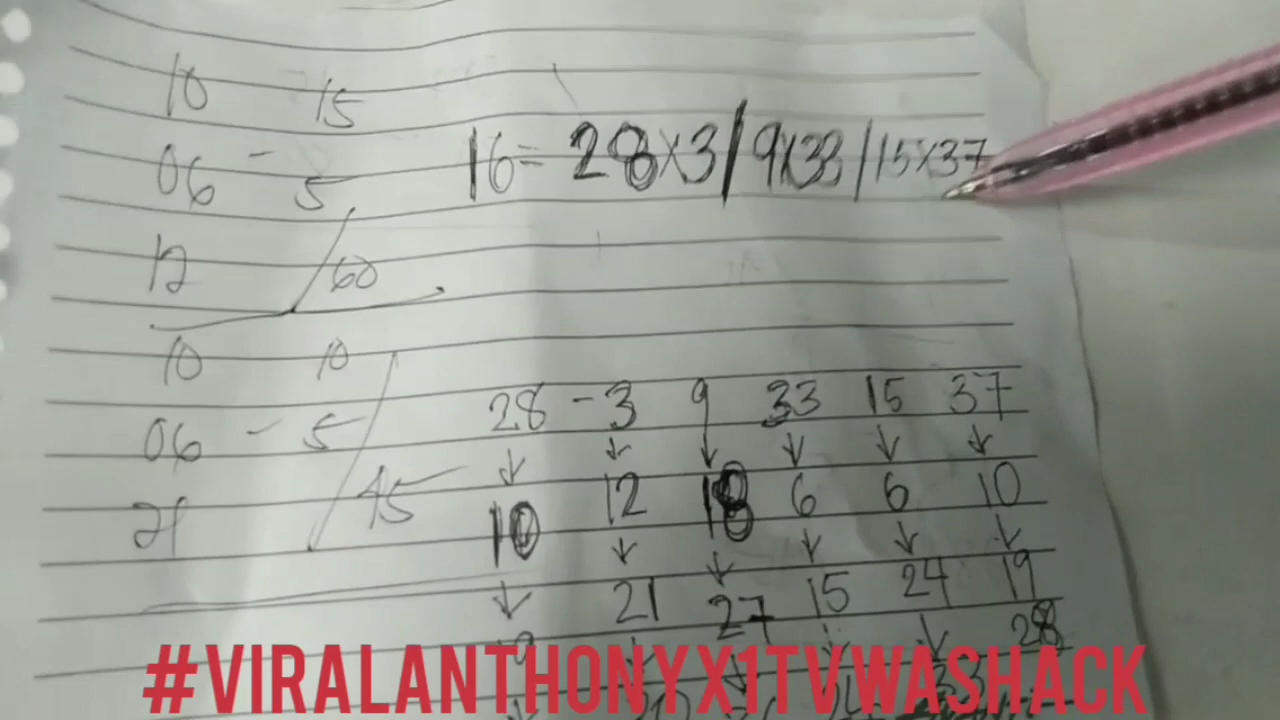 10 15
06 - 5
16= 28x3/9x33/15x37
12 /60
10 10
28 - 3 9 33 15 37
06 - 5
↓ ↓ ↓ ↓ ↓ ↓
10 12 18 6 6 10
21 /45
↓ ↓ ↓ ↓ ↓ ↓
21 27 15 24 19
28
33
#VIRALANTHONYX1TVWASHACK